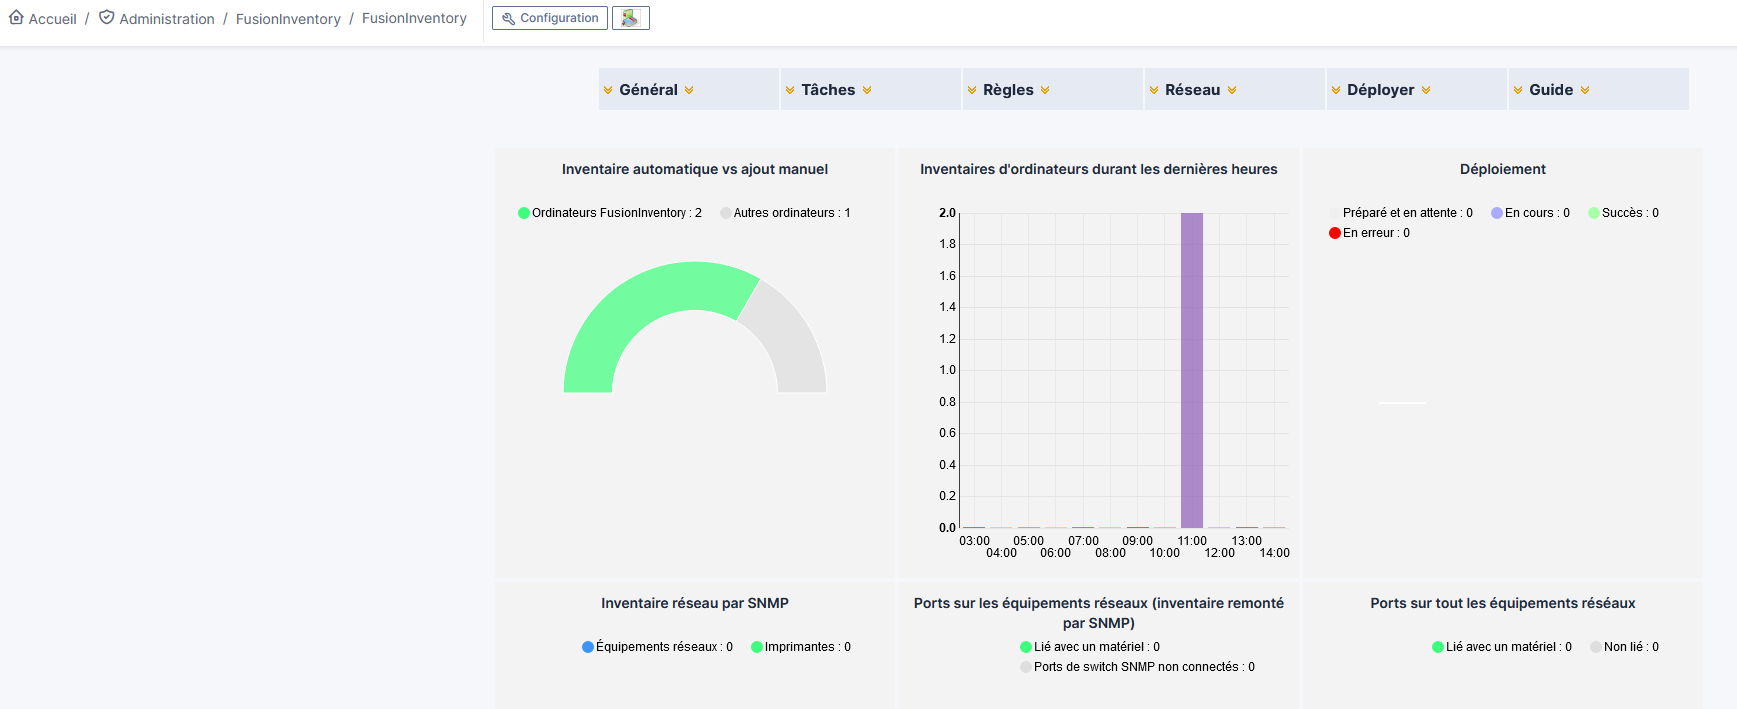 Accueil / Administration / FusionInventory / FusionInventory Configuration
Général Tâches Règles Réseau Déployer Guide
Inventaire automatique vs ajout manuel
Ordinateurs FusionInventory : 2 Autres ordinateurs : 1
Inventaires d'ordinateurs durant les dernières heures
2.0
1.8
1.6
1.4
1.2
1.0
0.8
0.6
0.4
0.2
0.0
03:00 05:00 07:00 09:00 11:00 13:00
04:00 06:00 08:00 10:00 12:00 14:00
Déploiement
Préparé et en attente : 0 En cours : 0 Succès : 0
En erreur : 0
Inventaire réseau par SNMP
Équipements réseaux : 0 Imprimantes : 0
Ports sur les équipements réseaux (inventaire remonté
par SNMP)
Lié avec un matériel : 0
Ports de switch SNMP non connectés : 0
Ports sur tout les équipements réséaux
Lié avec un matériel : 0 Non lié : 0